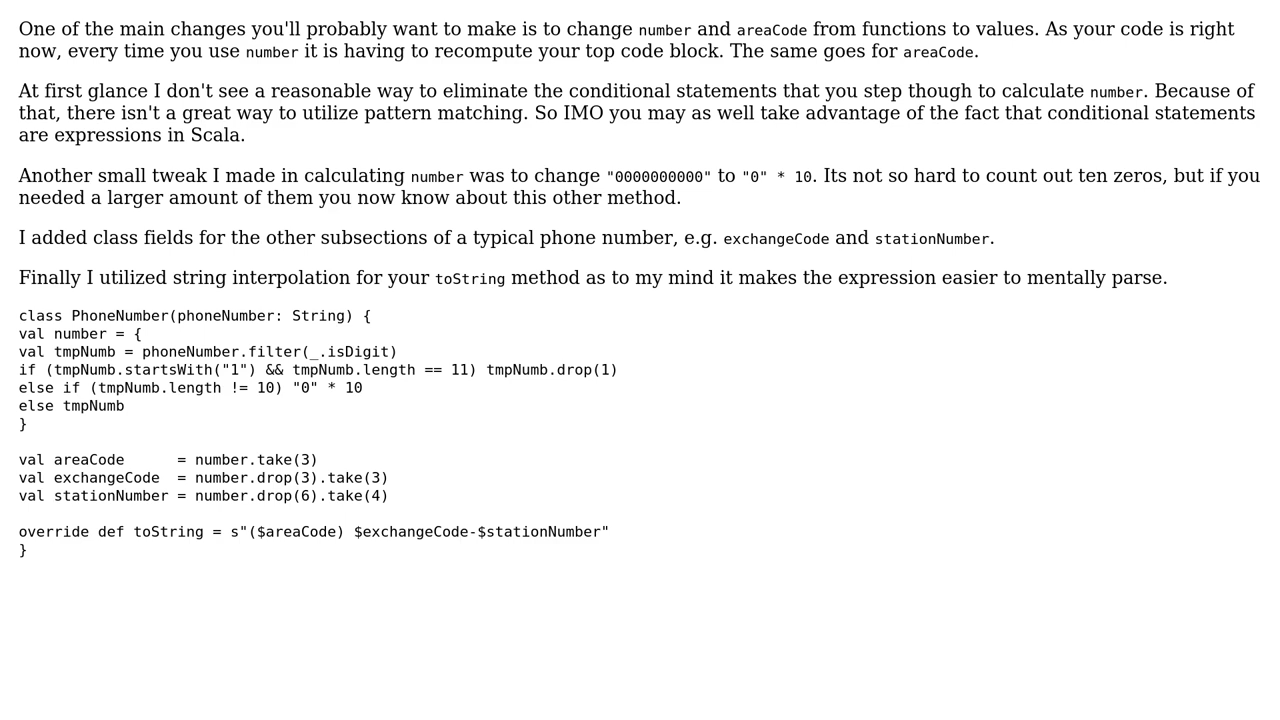 One of the main changes you'll probably want to make is to change number and areaCode from functions to values. As your code is right
now, every time you use number it is having to recompute your top code block. The same goes for areaCode.
At first glance I don't see a reasonable way to eliminate the conditional statements that you step though to calculate number. Because of
that, there isn't a great way to utilize pattern matching. So IMO you may as well take advantage of the fact that conditional statements
are expressions in Scala.
Another small tweak I made in calculating number was to change "0000000000" to "0" * 10. Its not so hard to count out ten zeros, but if you
needed a larger amount of them you now know about this other method.
I added class fields for the other subsections of a typical phone number, e.g. exchangeCode and stationNumber.
Finally I utilized string interpolation for your toString method as to my mind it makes the expression easier to mentally parse.
class PhoneNumber(phoneNumber: String) {
val number = {
val tmpNumb = phoneNumber.filter(_.isDigit)
if (tmpNumb.startsWith("1") && tmpNumb.length == 11) tmpNumb.drop(1)
else if (tmpNumb.length != 10) "0" * 10
else tmpNumb
}
val areaCode      = number.take(3)
val exchangeCode  = number.drop(3).take(3)
val stationNumber = number.drop(6).take(4)
override def toString = s"($areaCode) $exchangeCode-$stationNumber"
}